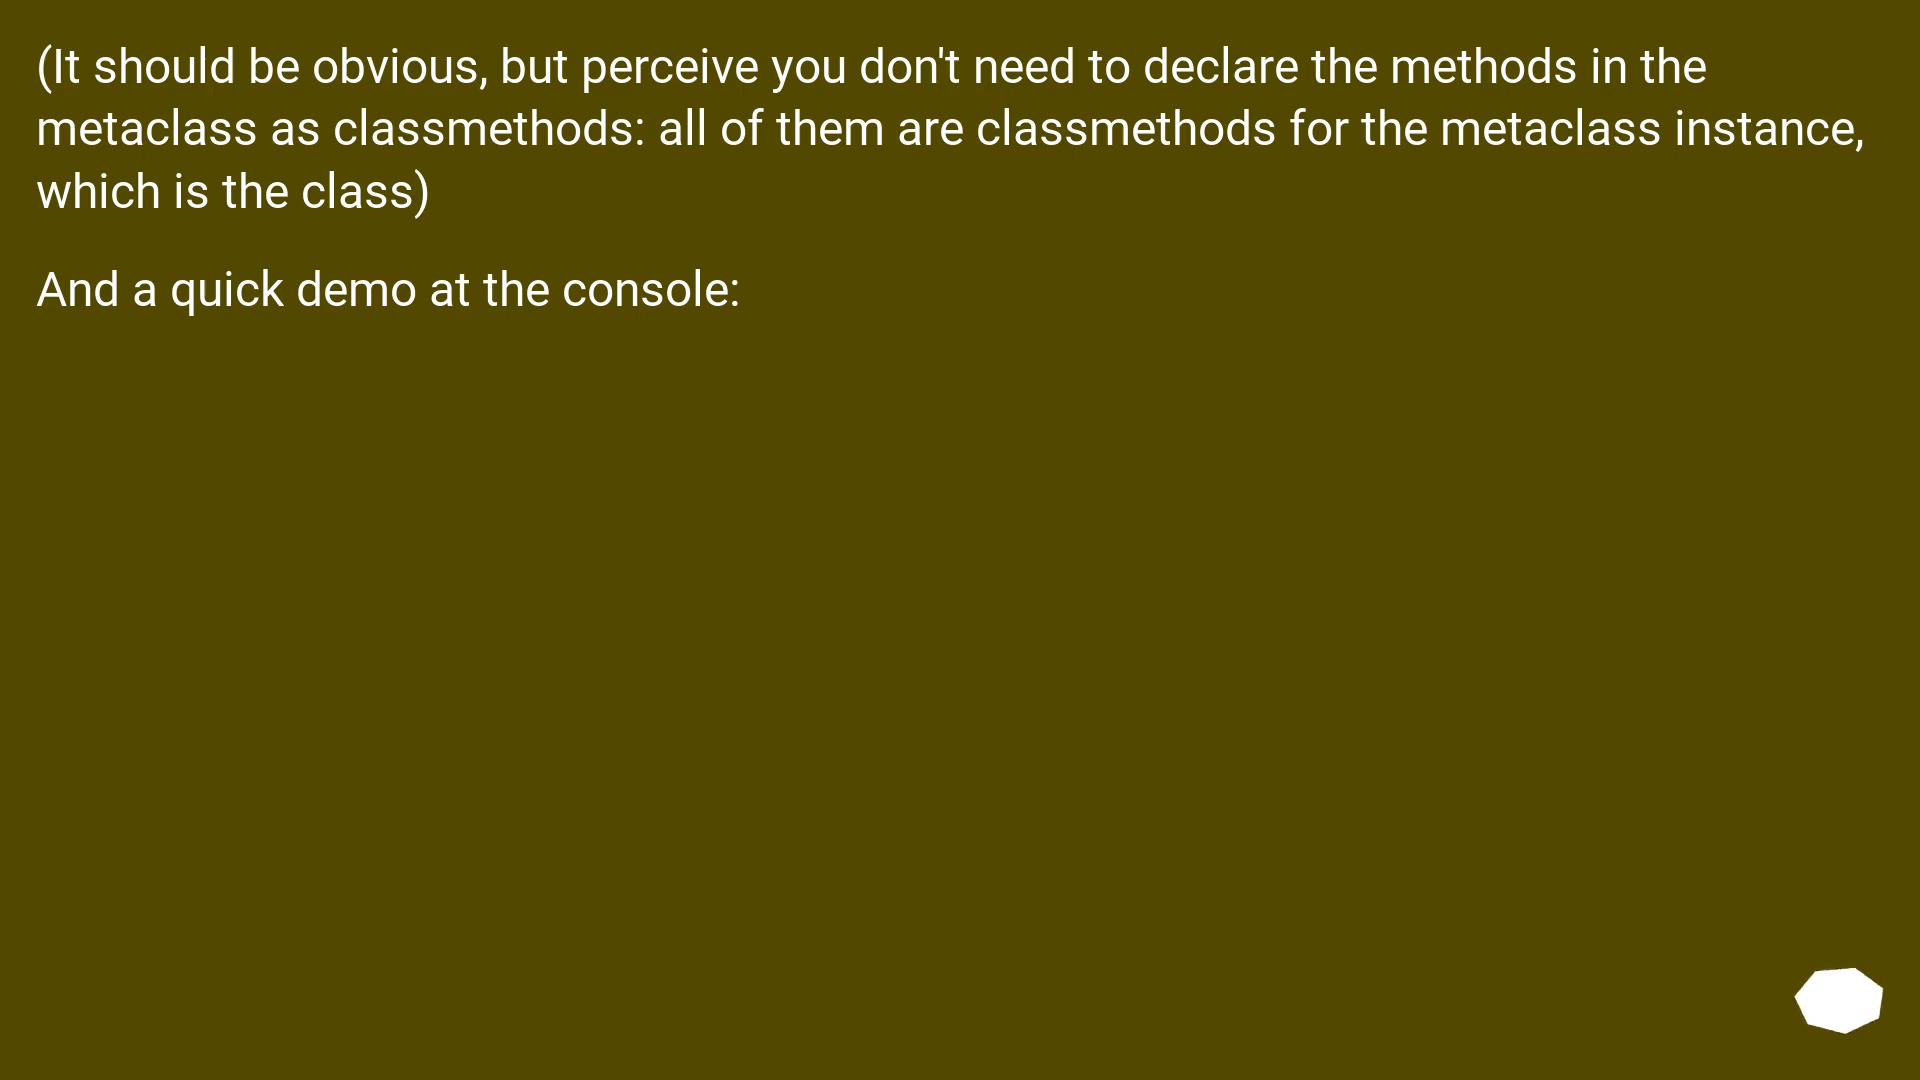 (It should be obvious, but perceive you don't need to declare the methods in the
metaclass as classmethods: all of them are classmethods for the metaclass instance,
which is the class)
And a quick demo at the console: